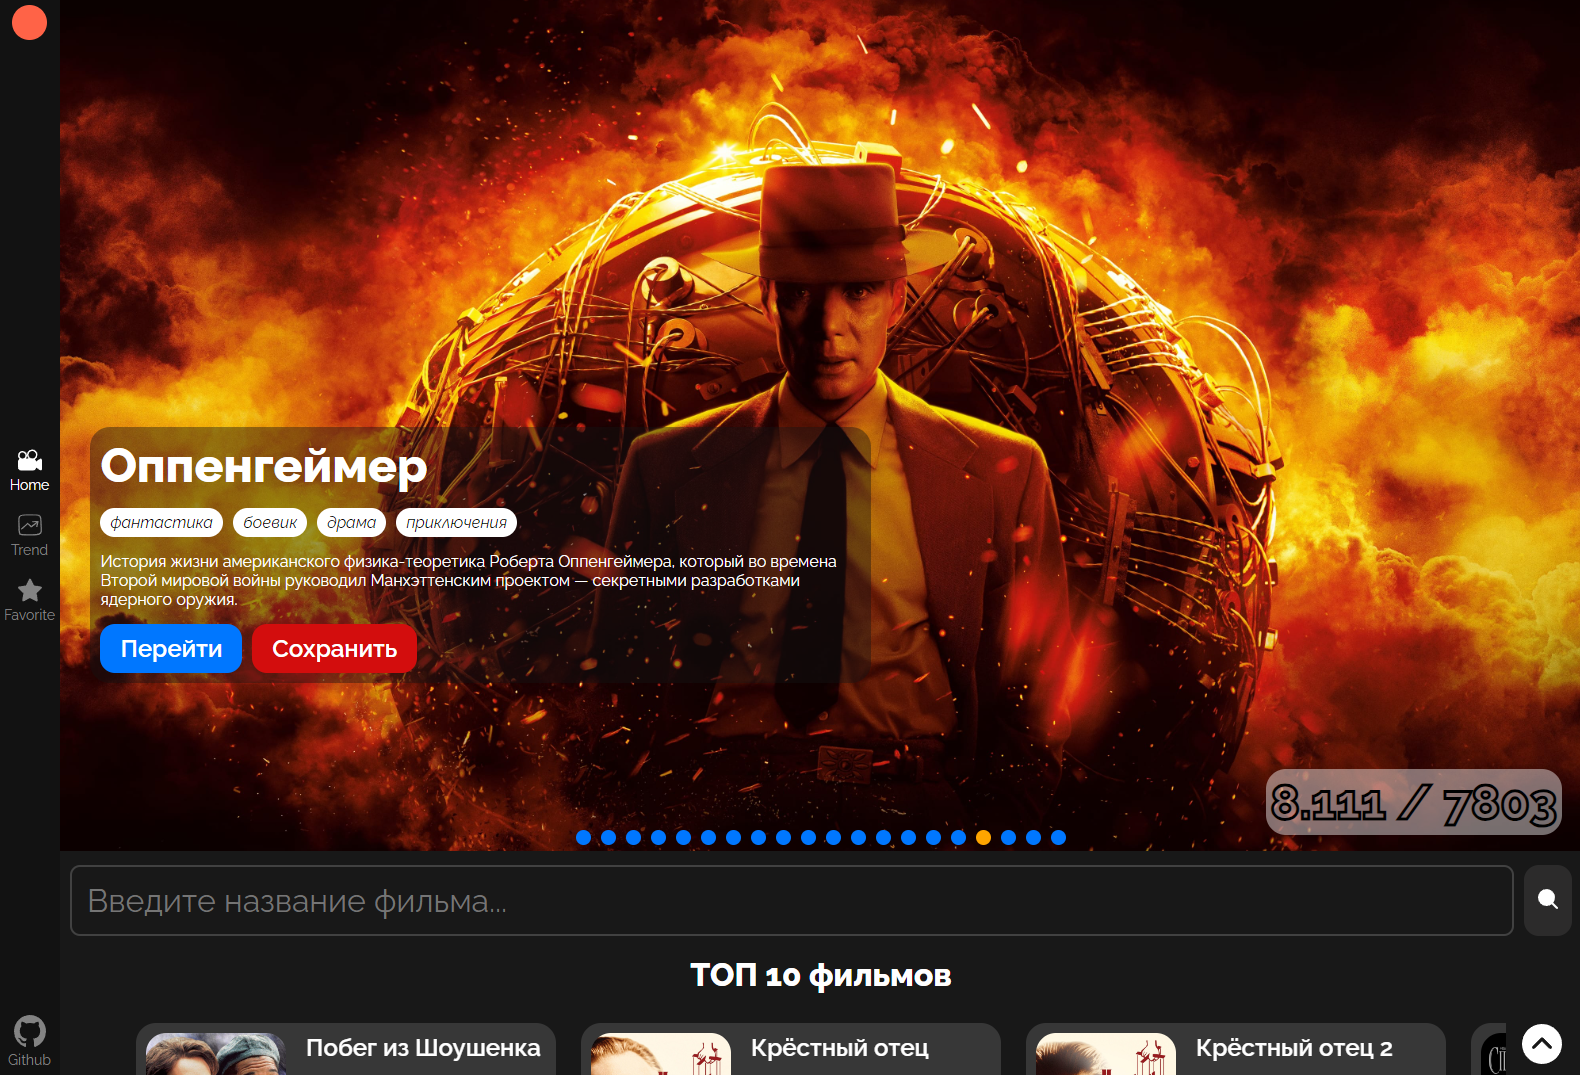 Home
Trend
Favorite
Github
Оппенгеймер
фантастика боевик драма приключения
История жизни американского физика-теоретика Роберта Оппенгеймера, который во времена
Второй мировой войны руководил Манхэттенским проектом — секретными разработками
ядерного оружия.
Перейти Сохранить
8.111 / 7803
Введите название фильма...
ТОП 10 фильмов
Побег из Шоушенка
Крёстный отец
Крёстный отец 2